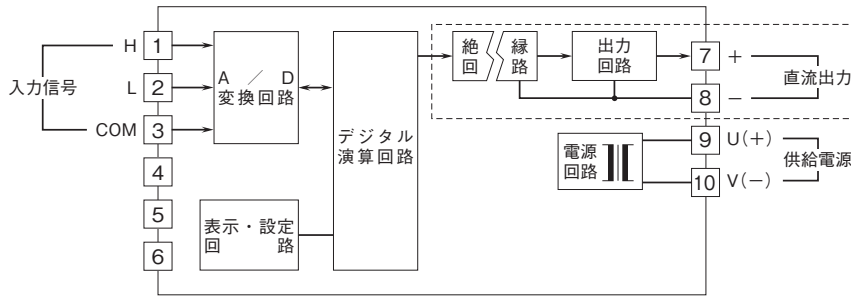 入力信号
H
L
COM
1
2
3
4
5
6
A／D
変換回路
デジタル
演算回路
表示・設定
回路
絶縁
回路
出力
回路
電源
回路
7
8
9
10
＋
－
U(＋)
V(－)
直流出力
供給電源